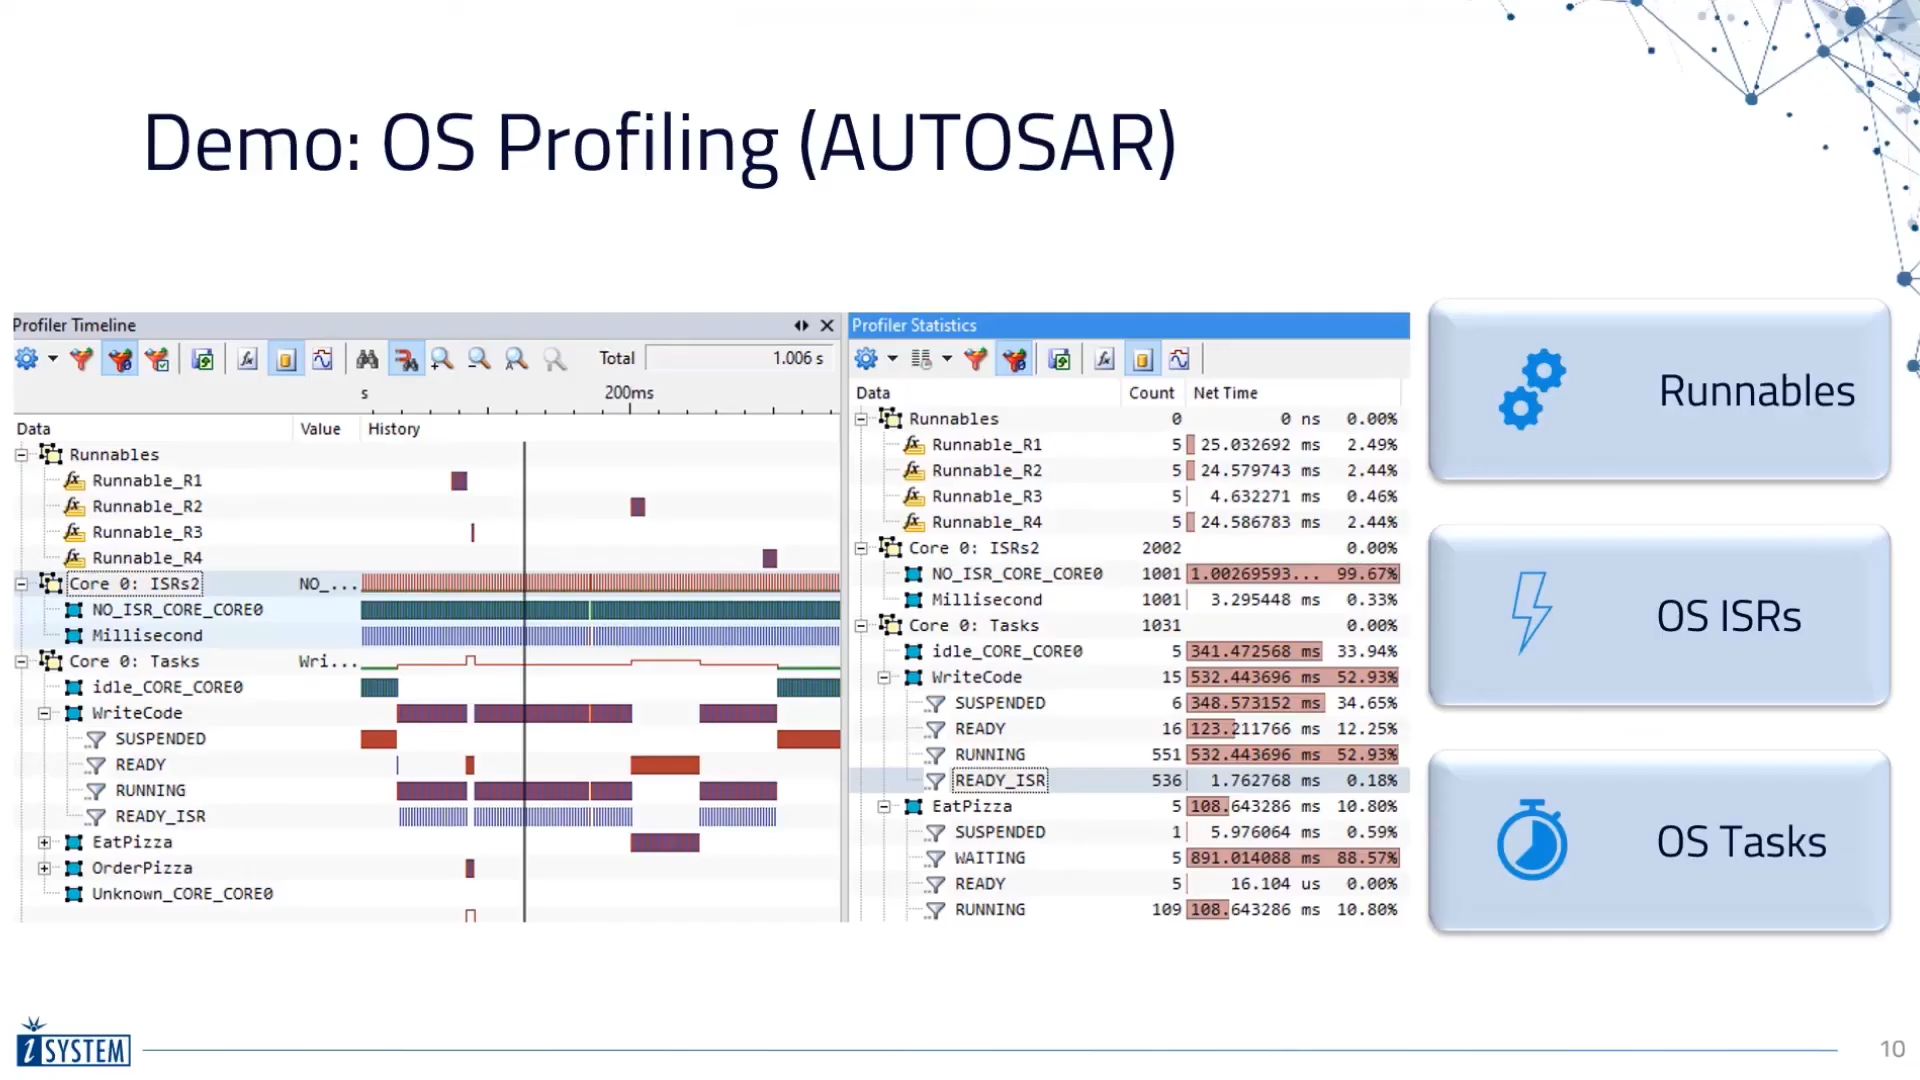 Demo: OS Profiling (AUTOSAR)
Profiler Timeline
Total 1.006 s
s 200ms
Data Value History
Runnables
Runnable_R1
Runnable_R2
Runnable_R3
Runnable_R4
Core 0: ISRs2 NO_...
NO_ISR_CORE_CORE0
Millisecond
Core 0: Tasks Wri...
idle_CORE_CORE0
WriteCode
SUSPENDED
READY
RUNNING
READY_ISR
EatPizza
OrderPizza
Unknown_CORE_CORE0
Profiler Statistics
Data Count Net Time
Runnables 0 0 ns 0.00%
Runnable_R1 5 25.032692 ms 2.49%
Runnable_R2 5 24.579743 ms 2.44%
Runnable_R3 5 4.632271 ms 0.46%
Runnable_R4 5 24.586783 ms 2.44%
Core 0: ISRs2 2002 0.00%
NO_ISR_CORE_CORE0 1001 1.00269593... 99.67%
Millisecond 1001 3.295448 ms 0.33%
Core 0: Tasks 1031 0.00%
idle_CORE_CORE0 5 341.472568 ms 33.94%
WriteCode 15 532.443696 ms 52.93%
SUSPENDED 6 348.573152 ms 34.65%
READY 16 123.211766 ms 12.25%
RUNNING 551 532.443696 ms 52.93%
READY_ISR 536 1.762768 ms 0.18%
EatPizza 5 108.643286 ms 10.80%
SUSPENDED 1 5.976064 ms 0.59%
WAITING 5 891.014088 ms 88.57%
READY 5 16.104 us 0.00%
RUNNING 109 108.643286 ms 10.80%
Runnables
OS ISRs
OS Tasks
iSYSTEM
10